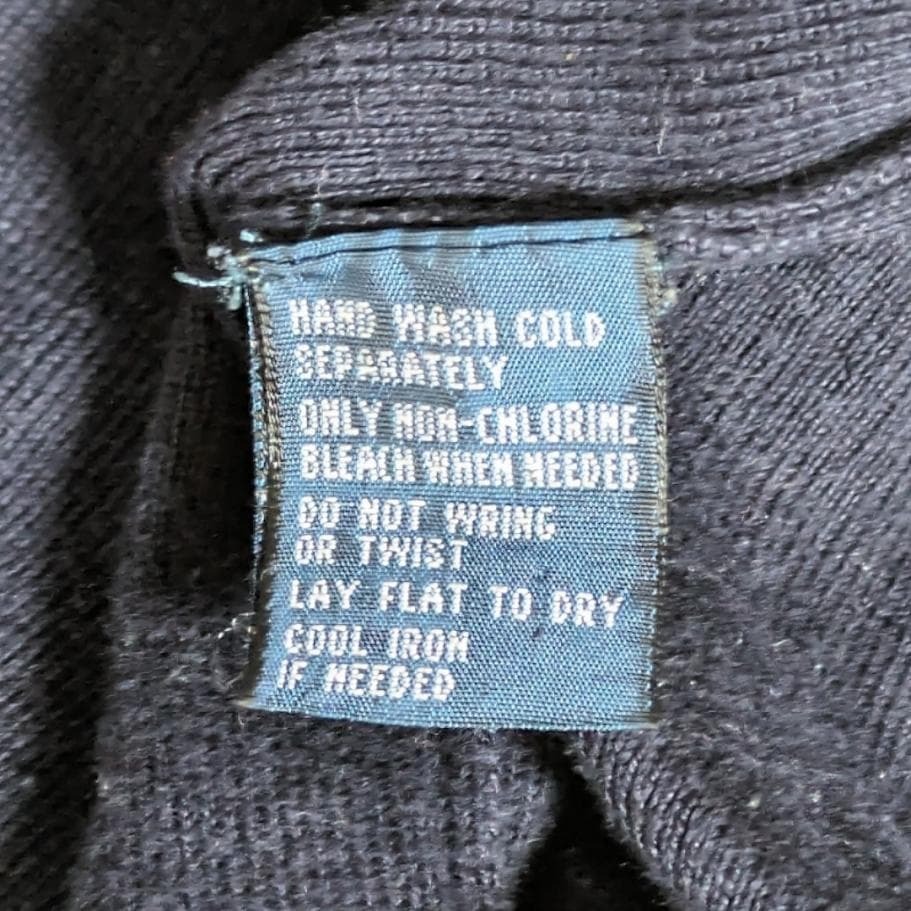 HAND WASH COLD
SEPARATELY
ONLY NON-CHLORINE
BLEACH WHEN NEEDED
DO NOT WRING
OR TWIST
LAY FLAT TO DRY
COOL IRON
IF NEEDED